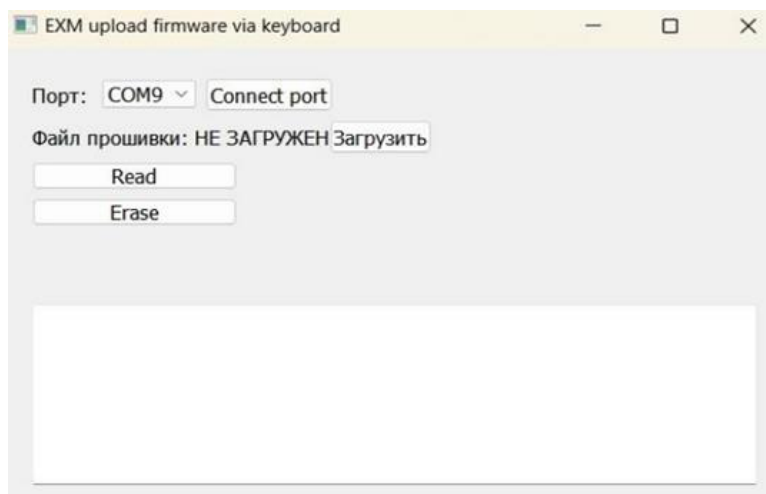 EXM upload firmware via keyboard
Порт: COM9 Connect port
Файл прошивки: НЕ ЗАГРУЖЕН Загрузить
Read
Erase